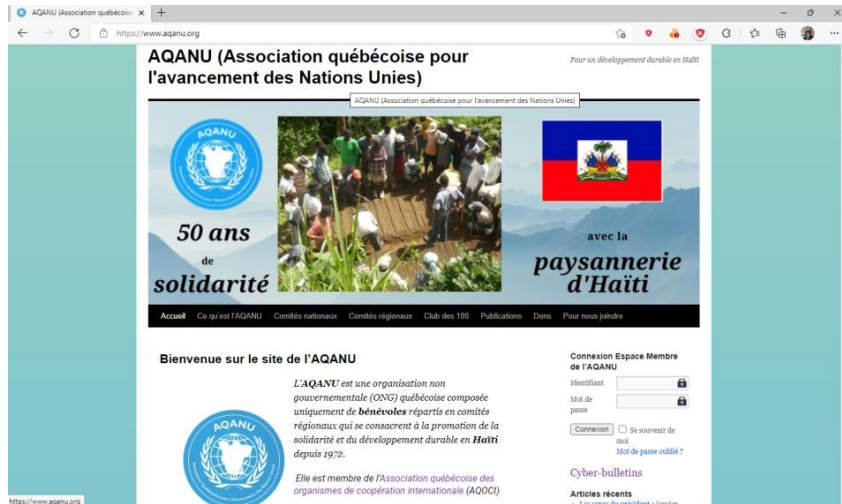 AQANU (Association québécoise
https://www.aqanu.org
AQANU (Association québécoise pour
l'avancement des Nations Unies)
Pour un développement durable en Haïti
AQANU (Association québécoise pour l'avancement des Nations Unies)
AQANU
50 ans
de
solidarité
avec la
paysannerie
d'Haïti
Accueil Ce qu'est l'AQANU Comités nationaux Comités régionaux Club des 100 Publications Dons Pour nous joindre
Bienvenue sur le site de l'AQANU
L'AQANU est une organisation non
gouvernementale (ONG) québécoise composée
uniquement de bénévoles répartis en comités
régionaux qui se consacrent à la promotion de la
solidarité et du développement durable en Haïti
depuis 1972.
AQANU
Elle est membre de l'Association québécoise des
organismes de coopération internationale (AQOCI)
Connexion Espace Membre
de l'AQANU
Identifiant
Mot de
passe
Connexion Se souvenir de
moi
Mot de passe oublié ?
Cyber-bulletins
Articles récents
https://www.aqanu.org